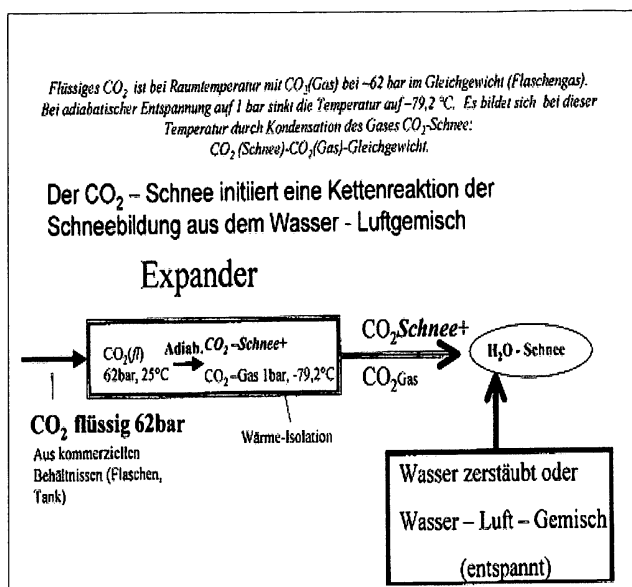 Flüssiges CO₂ ist bei Raumtemperatur mit CO₂(Gas) bei ~62 bar im Gleichgewicht (Flaschengas).
Bei adiabatischer Entspannung auf 1 bar sinkt die Temperatur auf –79,2 °C. Es bildet sich bei dieser
Temperatur durch Kondensation des Gases CO₂-Schnee:
CO₂ (Schnee)-CO₂(Gas)-Gleichgewicht.
Der CO₂ – Schnee initiiert eine Kettenreaktion der
Schneebildung aus dem Wasser - Luftgemisch
Expander
CO₂(fl)
62bar, 25°C
Adiab.
CO₂–Schnee+
CO₂–Gas 1bar, -79,2°C
CO₂Schnee+
CO₂Gas
H₂O - Schnee
CO₂ flüssig 62bar
Aus kommerziellen
Behältnissen (Flaschen,
Tank)
Wärme-Isolation
Wasser zerstäubt oder
Wasser – Luft – Gemisch
(entspannt)